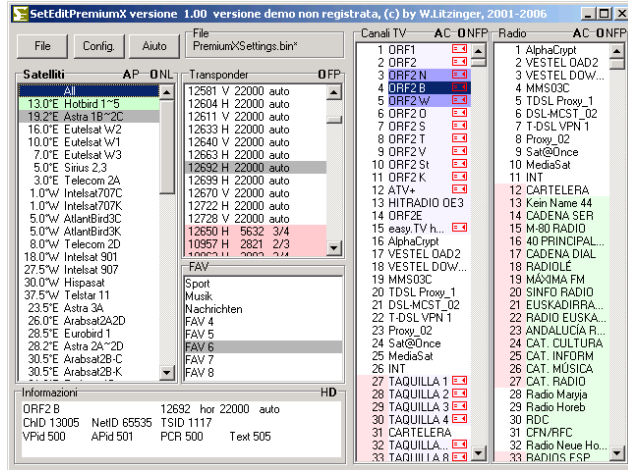 SetEditPremiumX versione 1.00 versione demo non registrata, (c) by W.Litzinger, 2001-2006
File Config. Aiuto
File
PremiumXSettings.bin*
Satelliti AP ONL
All
13.0°E Hotbird 1~5
19.2°E Astra 1B~2C
16.0°E Eutelsat W2
10.0°E Eutelsat W1
7.0°E Eutelsat W3
5.0°E Sirius 2,3
3.0°E Telecom 2A
1.0°W Intelsat707C
1.0°W Intelsat707K
5.0°W AtlantBird3C
5.0°W AtlantBird3K
8.0°W Telecom 2D
18.0°W Intelsat 901
27.5°W Intelsat 907
30.0°W Hispasat
37.5°W Telstar 11
23.5°E Astra 3A
26.0°E Arabsat2A2D
28.5°E Eurobird 1
28.2°E Astra 2A~2D
30.5°E Arabsat2B-C
30.5°E Arabsat2B-K
Transponder OFP
12581 V 22000 auto
12604 H 22000 auto
12611 V 22000 auto
12633 H 22000 auto
12640 V 22000 auto
12663 H 22000 auto
12692 H 22000 auto
12699 H 22000 auto
12670 V 22000 auto
12722 H 22000 auto
12728 V 22000 auto
12650 H 5632 3/4
10957 H 2821 2/3
FAV
Sport
Musik
Nachrichten
FAV 4
FAV 5
FAV 6
FAV 7
FAV 8
Informazioni HD
ORF2 B 12692 hor 22000 auto
ChID 13005 NetID 65535 TSID 1117
VPid 500 APid 501 PCR 500 Text 505
Canali TV AC ONFP
1 ORF1
2 ORF2
3 ORF2 N
4 ORF2 B
5 ORF2 W
6 ORF2 O
7 ORF2 S
8 ORF2 T
9 ORF2 V
10 ORF2 St
11 ORF2 K
12 ATV+
13 HITRADIO OE3
14 ORF2E
15 easy.TV h...
16 AlphaCrypt
17 VESTEL OAD2
18 VESTEL DOW...
19 MMS03C
20 TDSL Proxy_1
21 DSL-MCST_02
22 T-DSL VPN 1
23 Proxy_02
24 Sat@Once
25 MediaSat
26 INT
27 TAQUILLA 1
28 TAQUILLA 2
29 TAQUILLA 3
30 TAQUILLA 4
31 CARTELERA
32 TAQUILLA...
33 TAQUILLA 8
Radio AC ONFP
1 AlphaCrypt
2 VESTEL OAD2
3 VESTEL DOW...
4 MMS03C
5 TDSL Proxy_1
6 DSL-MCST_02
7 T-DSL VPN 1
8 Proxy_02
9 Sat@Once
10 MediaSat
11 INT
12 CARTELERA
13 Kein Name 44
14 CADENA SER
15 M-80 RADIO
16 40 PRINCIPAL...
17 CADENA DIAL
18 RADIOLÉ
19 MÁXIMA FM
20 SINFO RADIO
21 EUSKADIRRA...
22 RADIO EUSKA...
23 ANDALUCÍA R...
24 CAT. CULTURA
25 CAT. INFORM
26 CAT. MÚSICA
27 CAT. RADIO
28 Radio Maryja
29 Radio Horeb
30 RDC
31 CFN/RFC
32 Radio Neue Ho...
33 RADIOS ESP